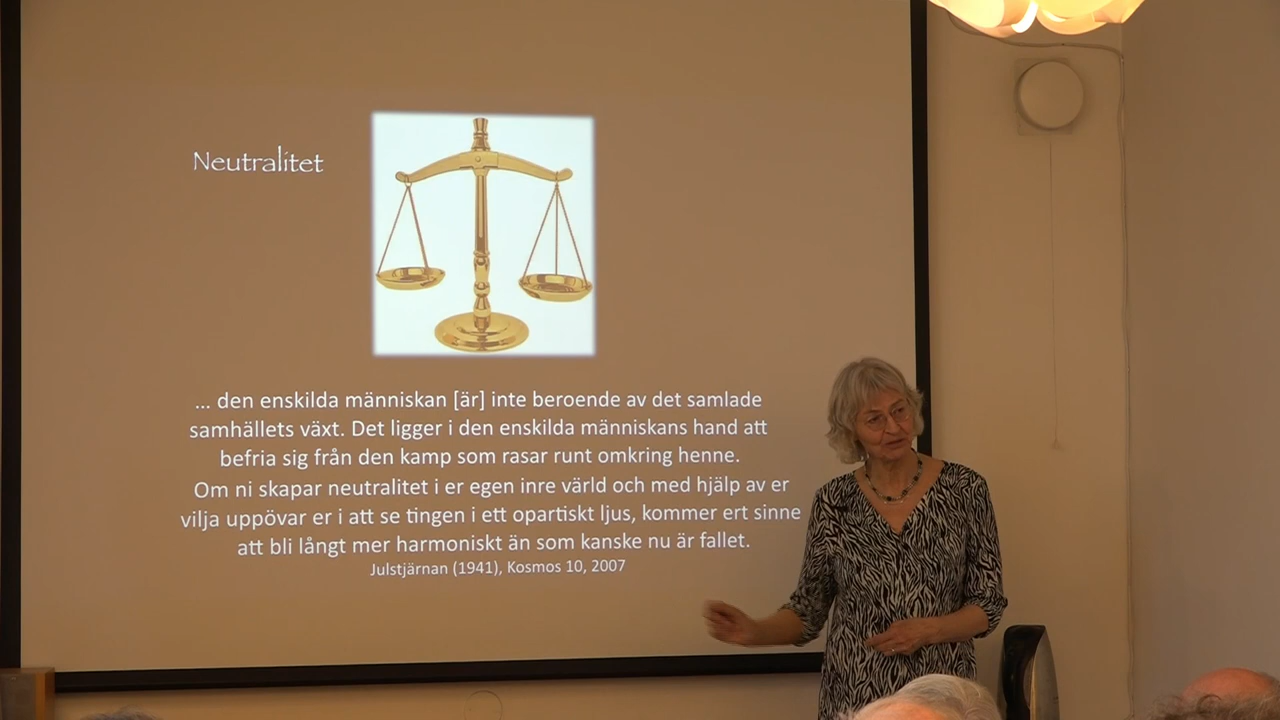 Neutralitet
... den enskilda människan [är] inte beroende av det samlade
samhällets växt. Det ligger i den enskilda människans hand att
befria sig från den kamp som rasar runt omkring henne.
Om ni skapar neutralitet i er egen inre värld och med hjälp av er
vilja uppövar er i att se tingen i ett opartiskt ljus, kommer ert sinne
att bli långt mer harmoniskt än som kanske nu är fallet.
Julstjärnan (1941), Kosmos 10, 2007